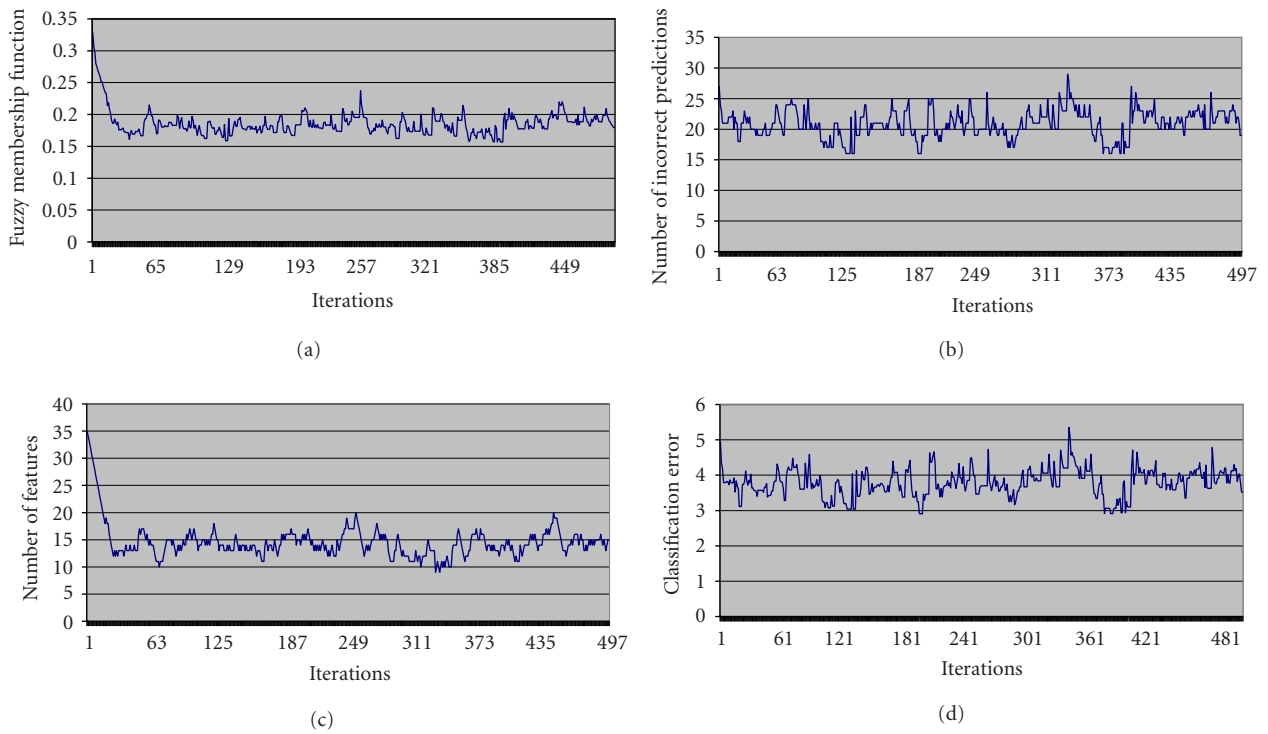 Fuzzy membership function
0.35
0.3
0.25
0.2
0.15
0.1
0.05
0
1 65 129 193 257 321 385 449
Iterations
(a)
Number of incorrect predictions
35
30
25
20
15
10
5
0
1 63 125 187 249 311 373 435 497
Iterations
(b)
Number of features
40
35
30
25
20
15
10
5
0
1 63 125 187 249 311 373 435 497
Iterations
(c)
Classification error
6
5
4
3
2
1
0
1 61 121 181 241 301 361 421 481
Iterations
(d)